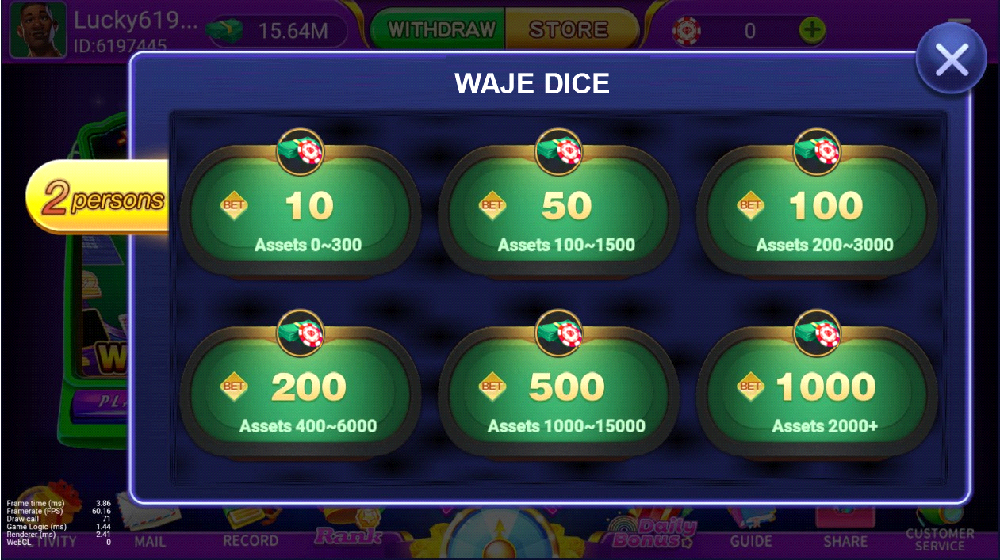 Lucky619...
15.64M
WITHDRAW
STORE
0
ID:6197445
WAJE DICE
2 persons
BET 10
Assets 0~300
BET 50
Assets 100~1500
BET 100
Assets 200~3000
BET 200
Assets 400~6000
BET 500
Assets 1000~15000
BET 1000
Assets 2000+
Frame time (ms) 3.86
Framerate (FPS) 60.16
Draw call 71
Game Logic (ms) 1.44
Renderer (ms) 2.41
WebGL 0
MAIL
RECORD
Rank
Daily
Bonus
GUIDE
SHARE
CUSTOMER
SERVICE